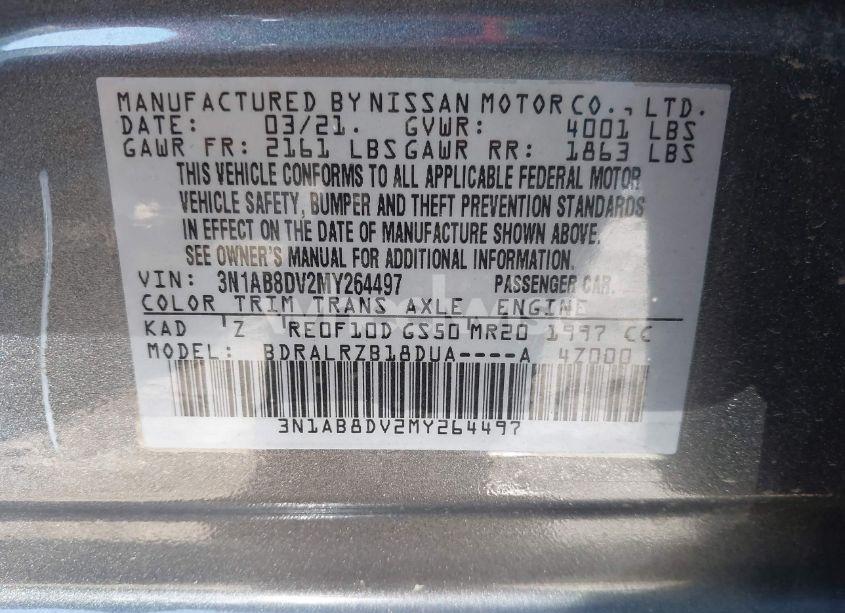 MANUFACTURED BY NISSAN MOTOR CO., LTD.
DATE: 03/21. GVWR: 4001 LBS
GAWR FR: 2161 LBS GAWR RR: 1863 LBS
THIS VEHICLE CONFORMS TO ALL APPLICABLE FEDERAL MOTOR
VEHICLE SAFETY, BUMPER AND THEFT PREVENTION STANDARDS
IN EFFECT ON THE DATE OF MANUFACTURE SHOWN ABOVE.
SEE OWNER'S MANUAL FOR ADDITIONAL INFORMATION.
VIN: 3N1AB8DV2MY264497 PASSENGER CAR.
COLOR TRIM TRANS AXLE ENGINE
KAD Z RE0F10D GS50 MR20 1997 CC
MODEL: BDRALRZB18DUA----A 4Z000
3N1AB8DV2MY264497